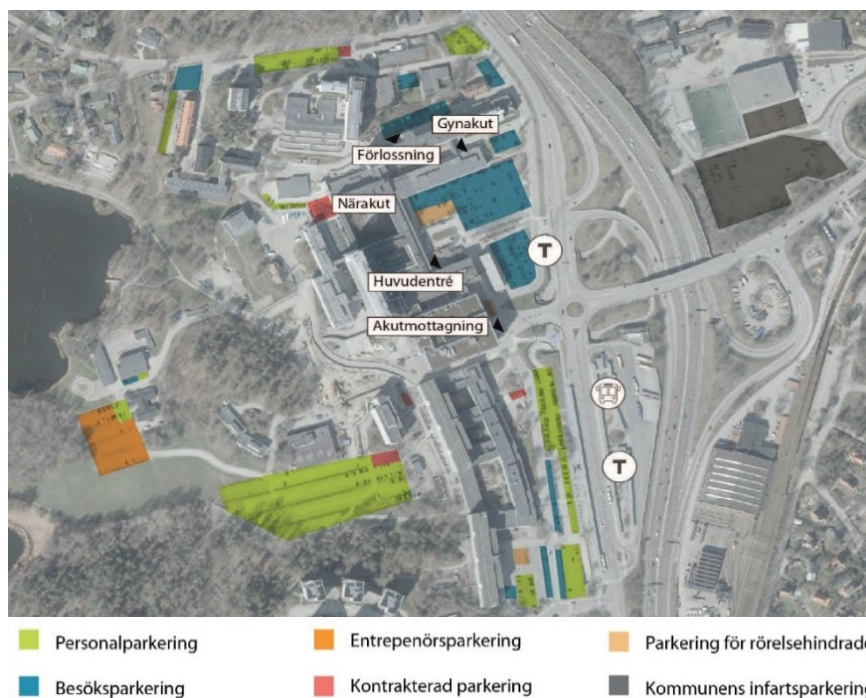 Gynakut
Förlossning
Närakut
T
Huvudentré
Akutmottagning
T
Personalparkering
Entrepenörsparkering
Parkering för rörelsehindrade
Besöksparkering
Kontrakterad parkering
Kommunens infartsparkering